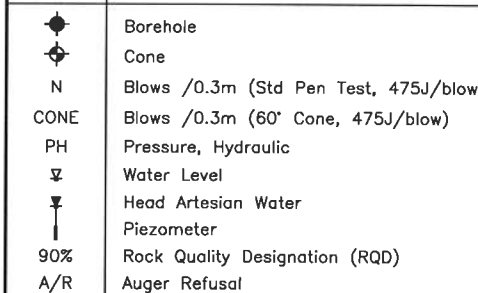 Borehole
Cone
N Blows /0.3m (Std Pen Test, 475J/blow
CONE Blows /0.3m (60° Cone, 475J/blow)
PH Pressure, Hydraulic
Water Level
Head Artesian Water
Piezometer
90% Rock Quality Designation (RQD)
A/R Auger Refusal